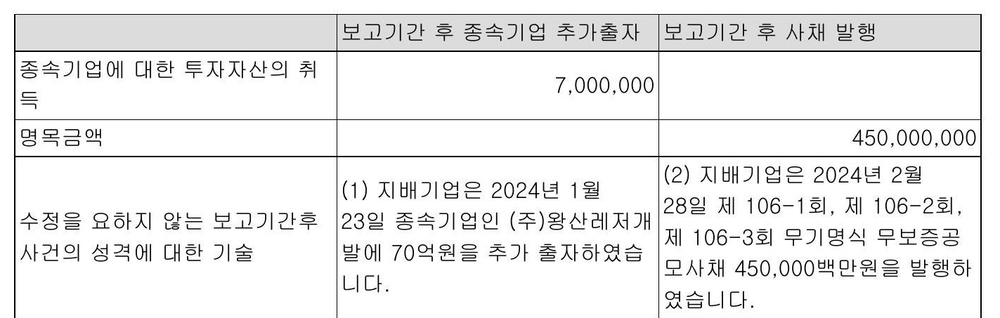 보고기간 후 종속기업 추가출자
보고기간 후 사채 발행
종속기업에 대한 투자자산의 취
득
7,000,000
명목금액
450,000,000
수정을 요하지 않는 보고기간후
사건의 성격에 대한 기술
(1) 지배기업은 2024년 1월
23일 종속기업인 (주)왕산레저개
발에 70억원을 추가 출자하였습
니다.
(2) 지배기업은 2024년 2월
28일 제 106-1회, 제 106-2회,
제 106-3회 무기명식 무보증공
모사채 450,000백만원을 발행하
였습니다.